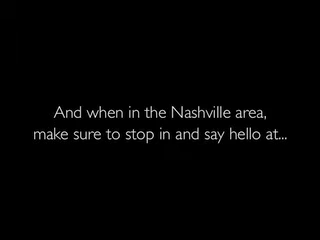 And when in the Nashville area,
make sure to stop in and say hello at...